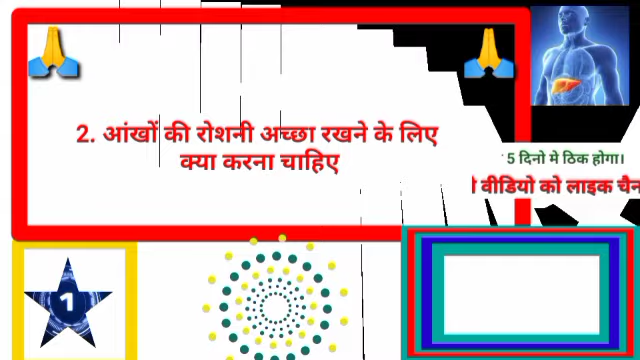 2. आंखों की रोशनी अच्छा रखने के लिए
क्या करना चाहिए
5 दिनो मे ठिक होगा।
वीडियो को लाइक
1